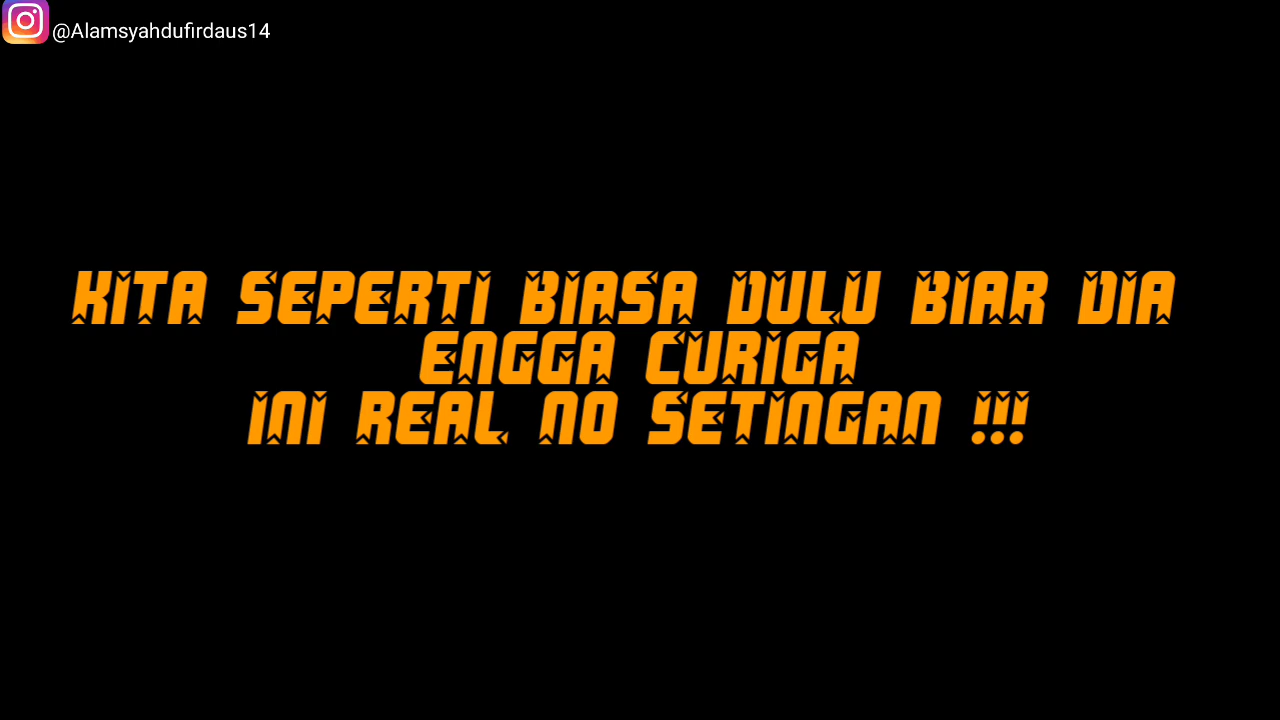 @Alamsyahdufirdaus14
KITA SEPERTI BIASA DULU BIAR DIA
ENGGA CURIGA
INI REAL NO SETINGAN !!!